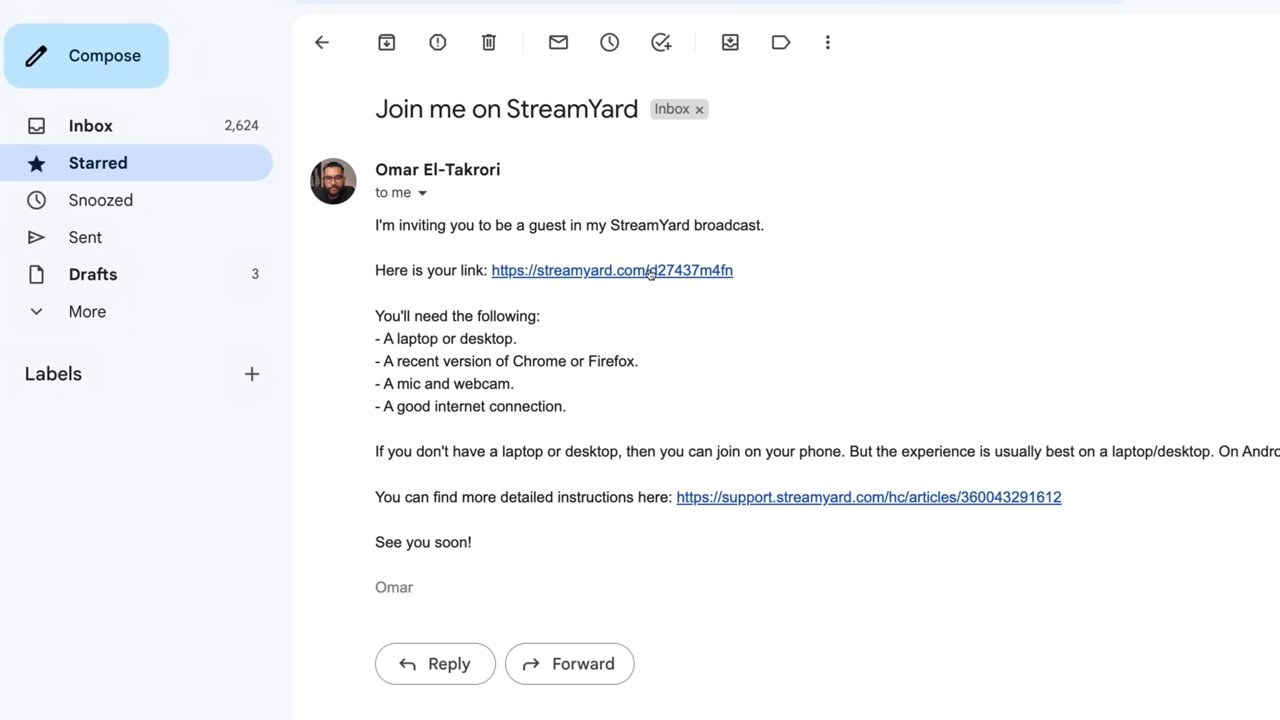 Compose
Inbox 2,624
Starred
Snoozed
Sent
Drafts 3
More
Labels
Join me on StreamYard Inbox ×
Omar El-Takrori
to me
I'm inviting you to be a guest in my StreamYard broadcast.
Here is your link: https://streamyard.com/d27437m4fn
You'll need the following:
- A laptop or desktop.
- A recent version of Chrome or Firefox.
- A mic and webcam.
- A good internet connection.
If you don't have a laptop or desktop, then you can join on your phone. But the experience is usually best on a laptop/desktop. On Andro
You can find more detailed instructions here: https://support.streamyard.com/hc/articles/360043291612
See you soon!
Omar
Reply Forward